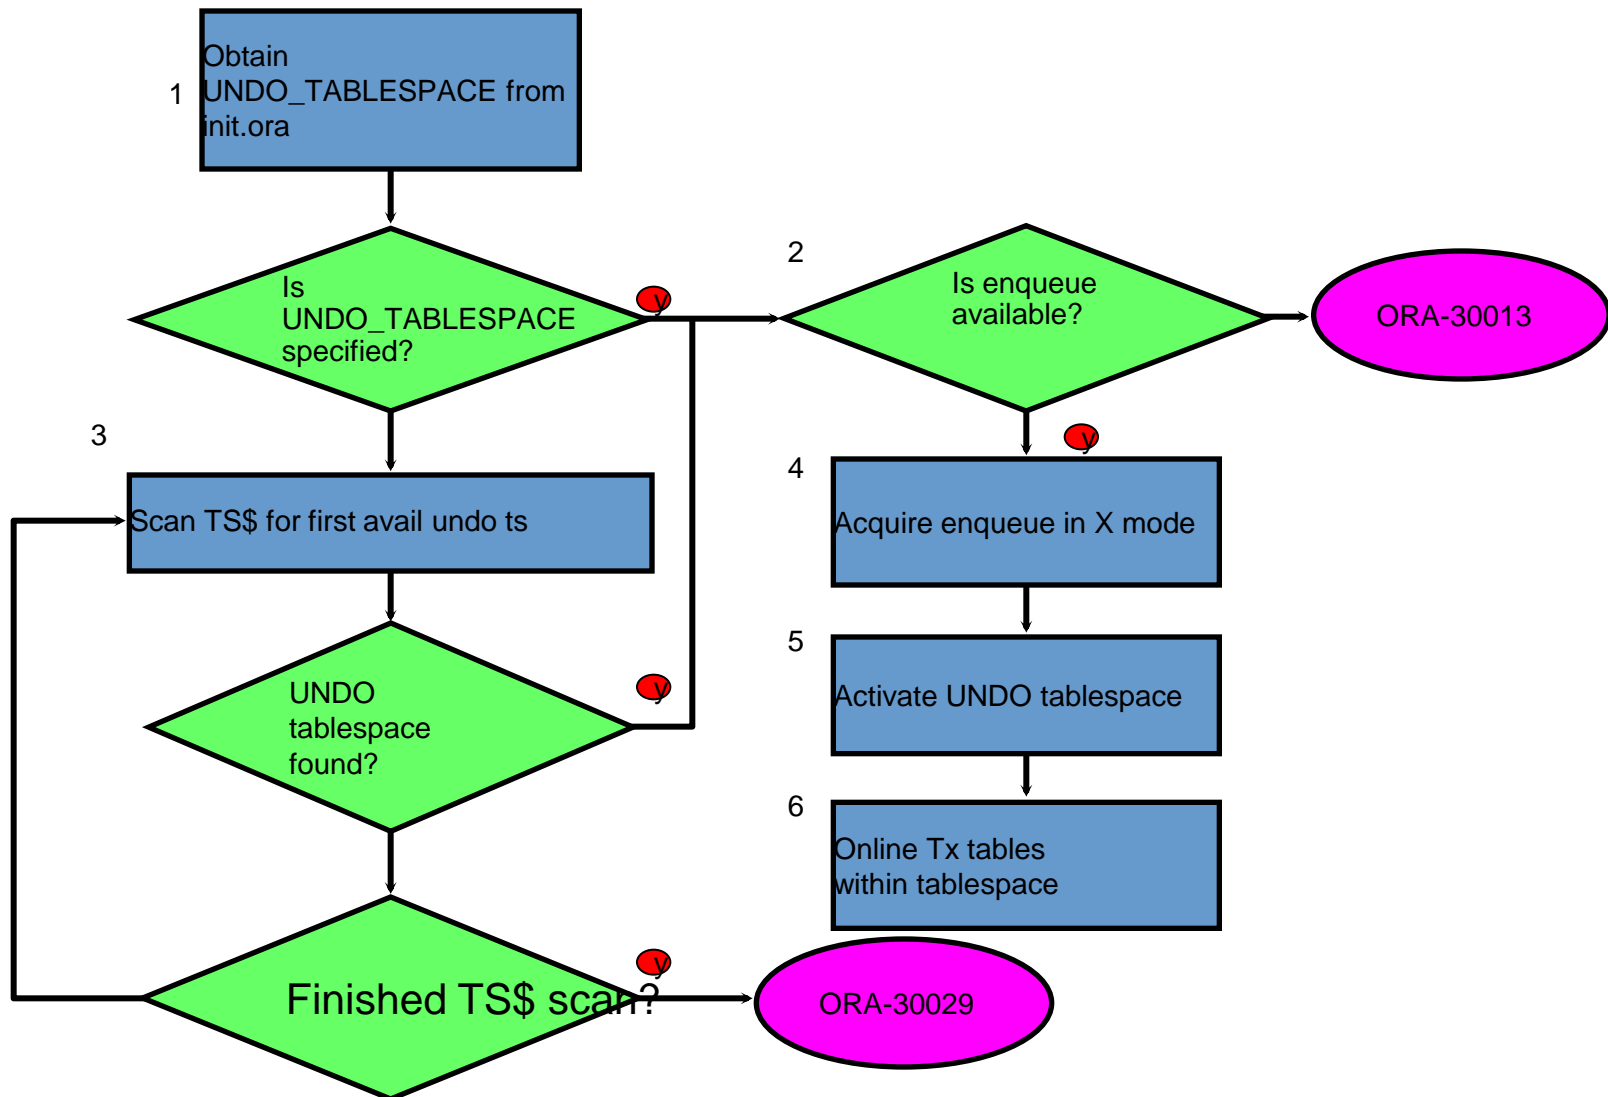 Obtain
1
UNDO_TABLESPACE from
init.ora
Is
UNDO_TABLESPACE
specified?
y
2
Is enqueue
available?
ORA-30013
y
3
Scan TS$ for first avail undo ts
4
Acquire enqueue in X mode
UNDO
tablespace
found?
y
5
Activate UNDO tablespace
6
Online Tx tables
within tablespace
Finished TS$ scan?
y
ORA-30029